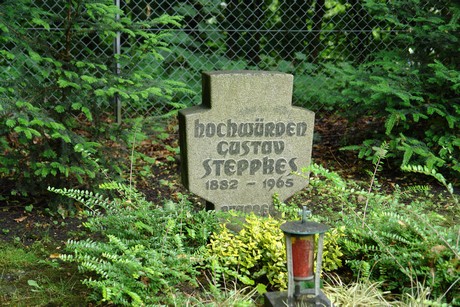 HOCHWÜRDEN
GUSTAV
STEPPKES
1882 - 1965